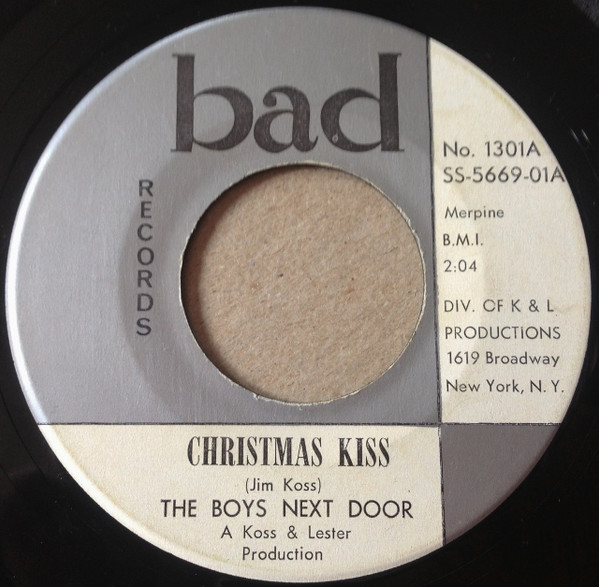 bad
RECORDS
No. 1301A
SS-5669-01A
Merpine
B.M.I.
2:04
DIV. OF K & L
PRODUCTIONS
1619 Broadway
New York, N. Y.
CHRISTMAS KISS
(Jim Koss)
THE BOYS NEXT DOOR
A Koss & Lester
Production